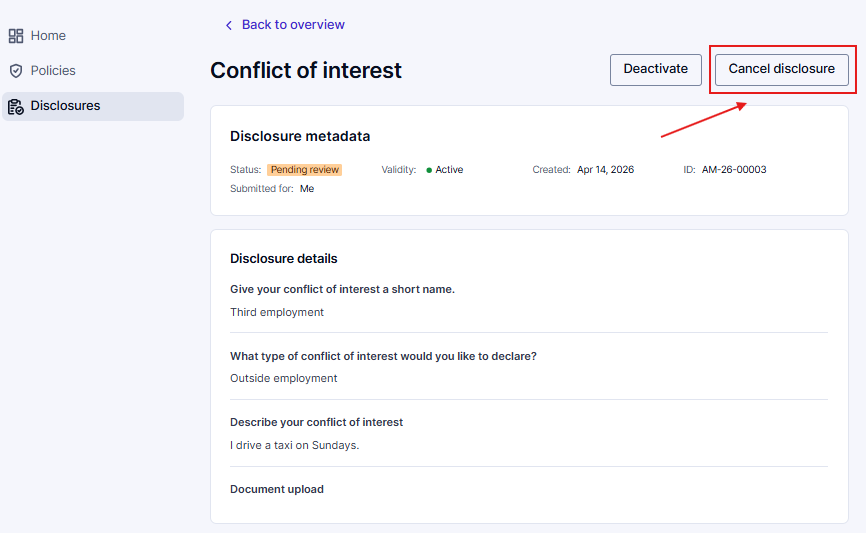 Back to overview
Home
Policies
Disclosures
Conflict of interest
Deactivate
Cancel disclosure
Disclosure metadata
Status: Pending review Validity: Active Created: Apr 14, 2026 ID: AM-26-00003
Submitted for: Me
Disclosure details
Give your conflict of interest a short name.
Third employment
What type of conflict of interest would you like to declare?
Outside employment
Describe your conflict of interest
I drive a taxi on Sundays.
Document upload